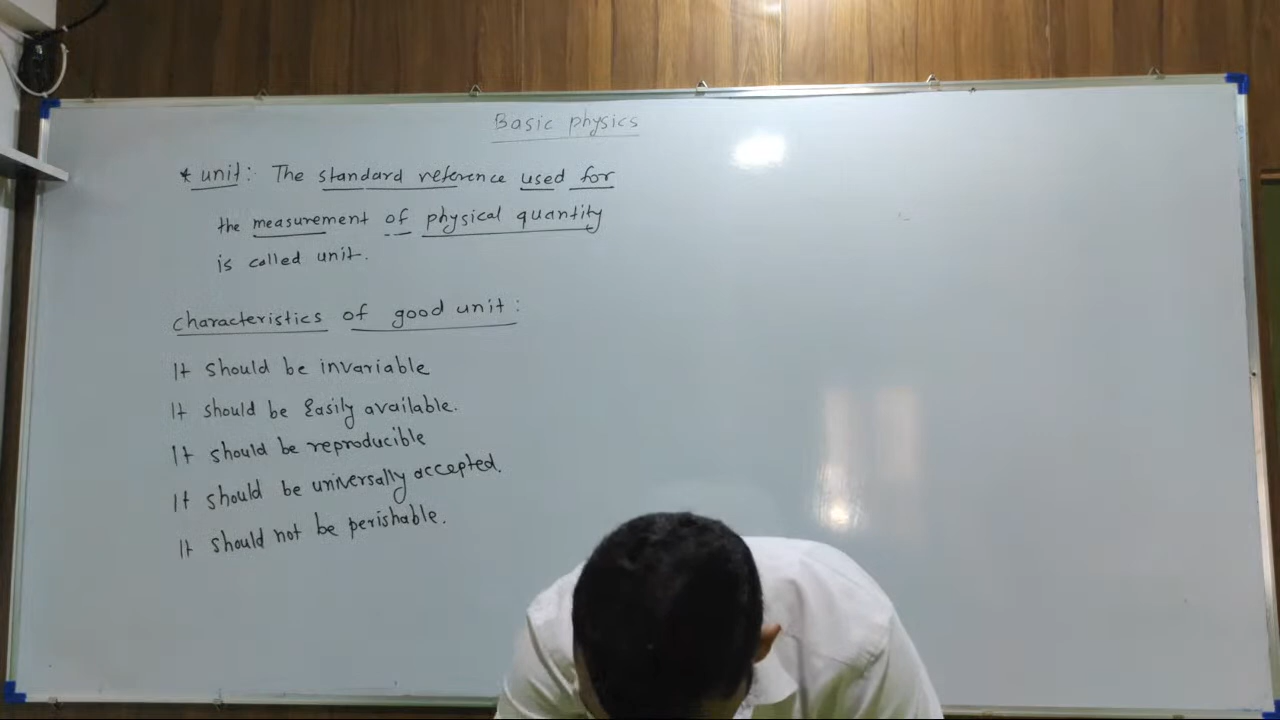 Basic physics
* unit: The standard reference used for
the measurement of physical quantity
is called unit.
characteristics of good unit:
It should be invariable
It should be Easily available.
It should be reproducible
It should be universally accepted.
It should not be perishable.